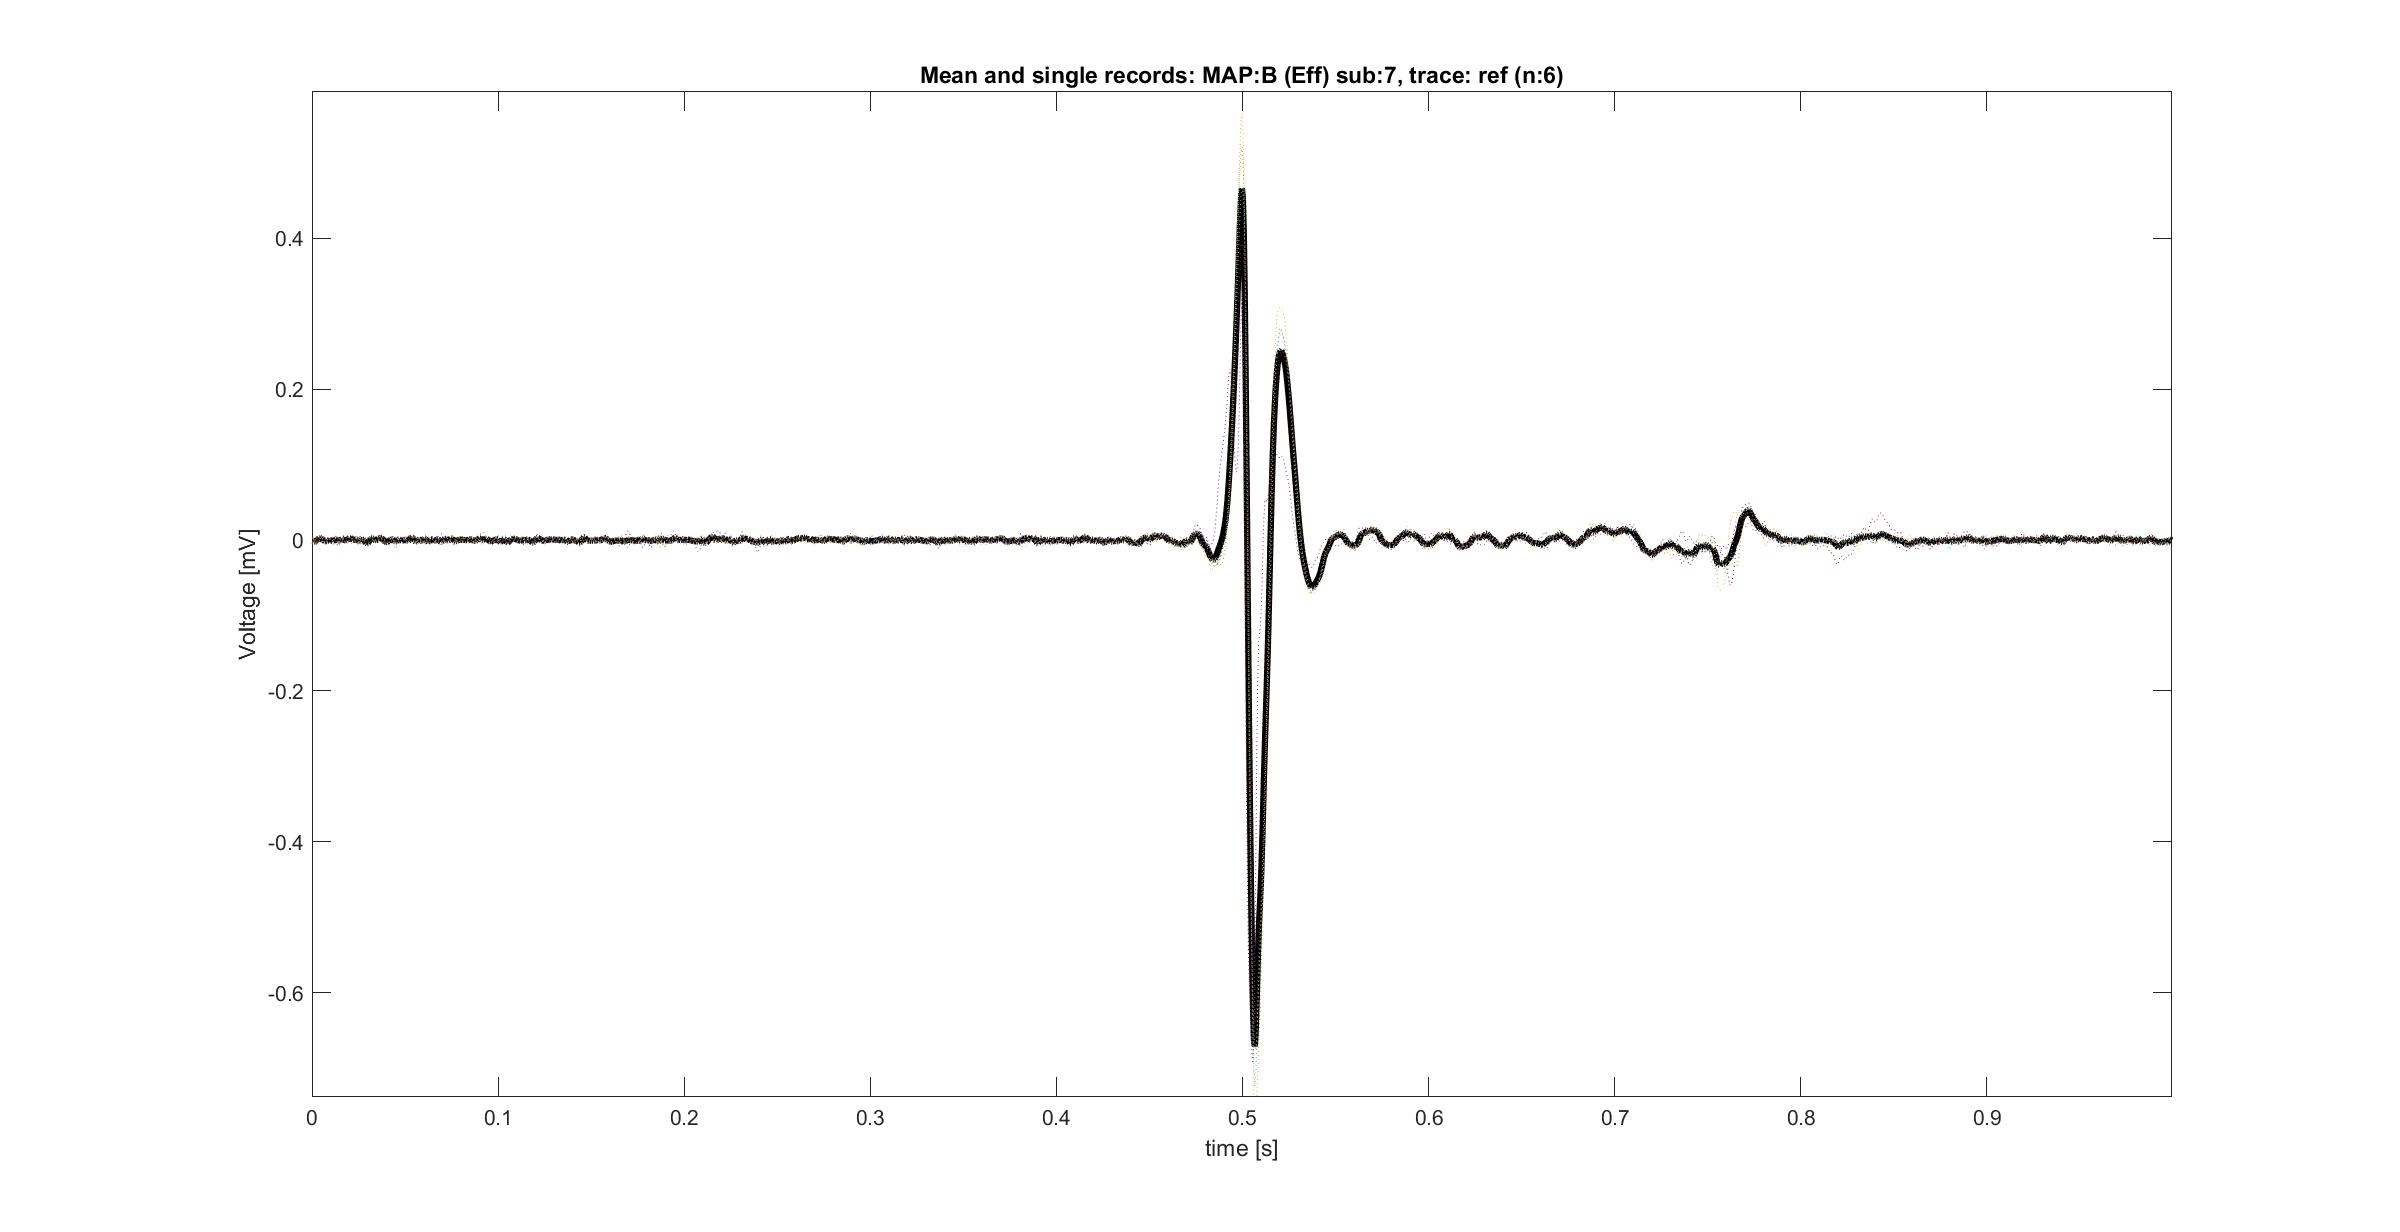 Mean and single records: MAP:B (Eff) sub:7, trace: ref (n:6)
0.4
0.2
0
-0.2
-0.4
-0.6
Voltage [mV]
0 0.1 0.2 0.3 0.4 0.5 0.6 0.7 0.8 0.9
time [s]